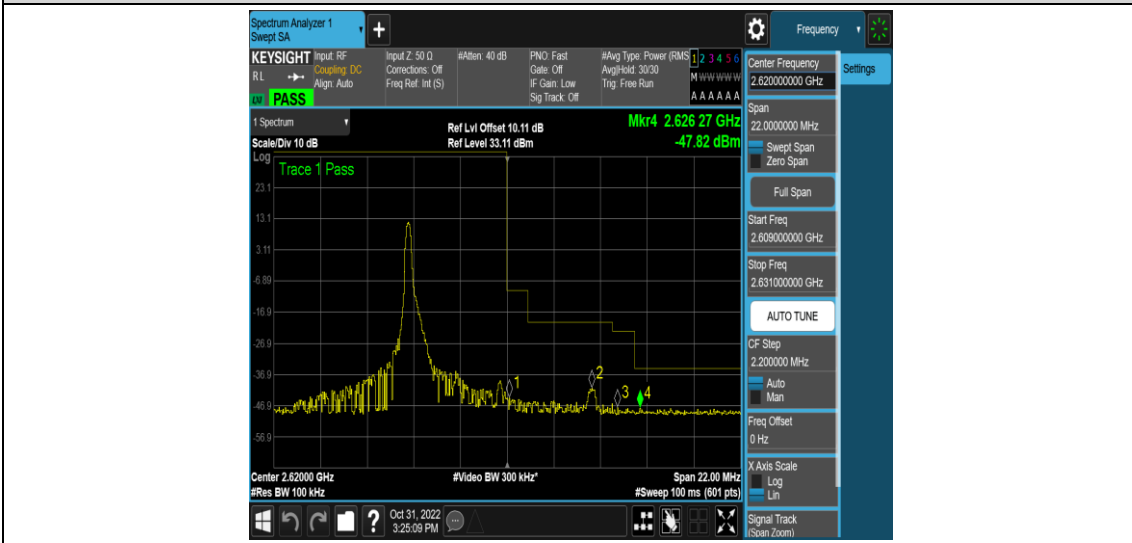 Spectrum Analyzer 1
Swept SA
+
Frequency
KEYSIGHT
Input: RF
Coupling: DC
Align: Auto
Input Z: 50 Ω
Corrections: Off
Freq Ref: Int (S)
#Atten: 40 dB
PNO: Fast
Gate: Off
IF Gain: Low
Sig Track: Off
#Avg Type: Power (RMS
Avg|Hold: 30/30
Trig: Free Run
1 2 3 4 5 6
M W W W W W
A A A A A A
RL
PASS
1 Spectrum
Scale/Div 10 dB
Ref Lvl Offset 10.11 dB
Ref Level 33.11 dBm
Mkr4 2.626 27 GHz
-47.82 dBm
Log
Trace 1 Pass
23.1
13.1
3.11
-6.89
-16.9
-26.9
-36.9
-46.9
-56.9
1
2
3
4
Center 2.62000 GHz
#Res BW 100 kHz
#Video BW 300 kHz*
Span 22.00 MHz
#Sweep 100 ms (601 pts)
Center Frequency
2.620000000 GHz
Settings
Span
22.0000000 MHz
Swept Span
Zero Span
Full Span
Start Freq
2.609000000 GHz
Stop Freq
2.631000000 GHz
AUTO TUNE
CF Step
2.200000 MHz
Auto
Man
Freq Offset
0 Hz
X Axis Scale
Log
Lin
Signal Track
(Span Zoom)
?
Oct 31, 2022
3:25:09 PM